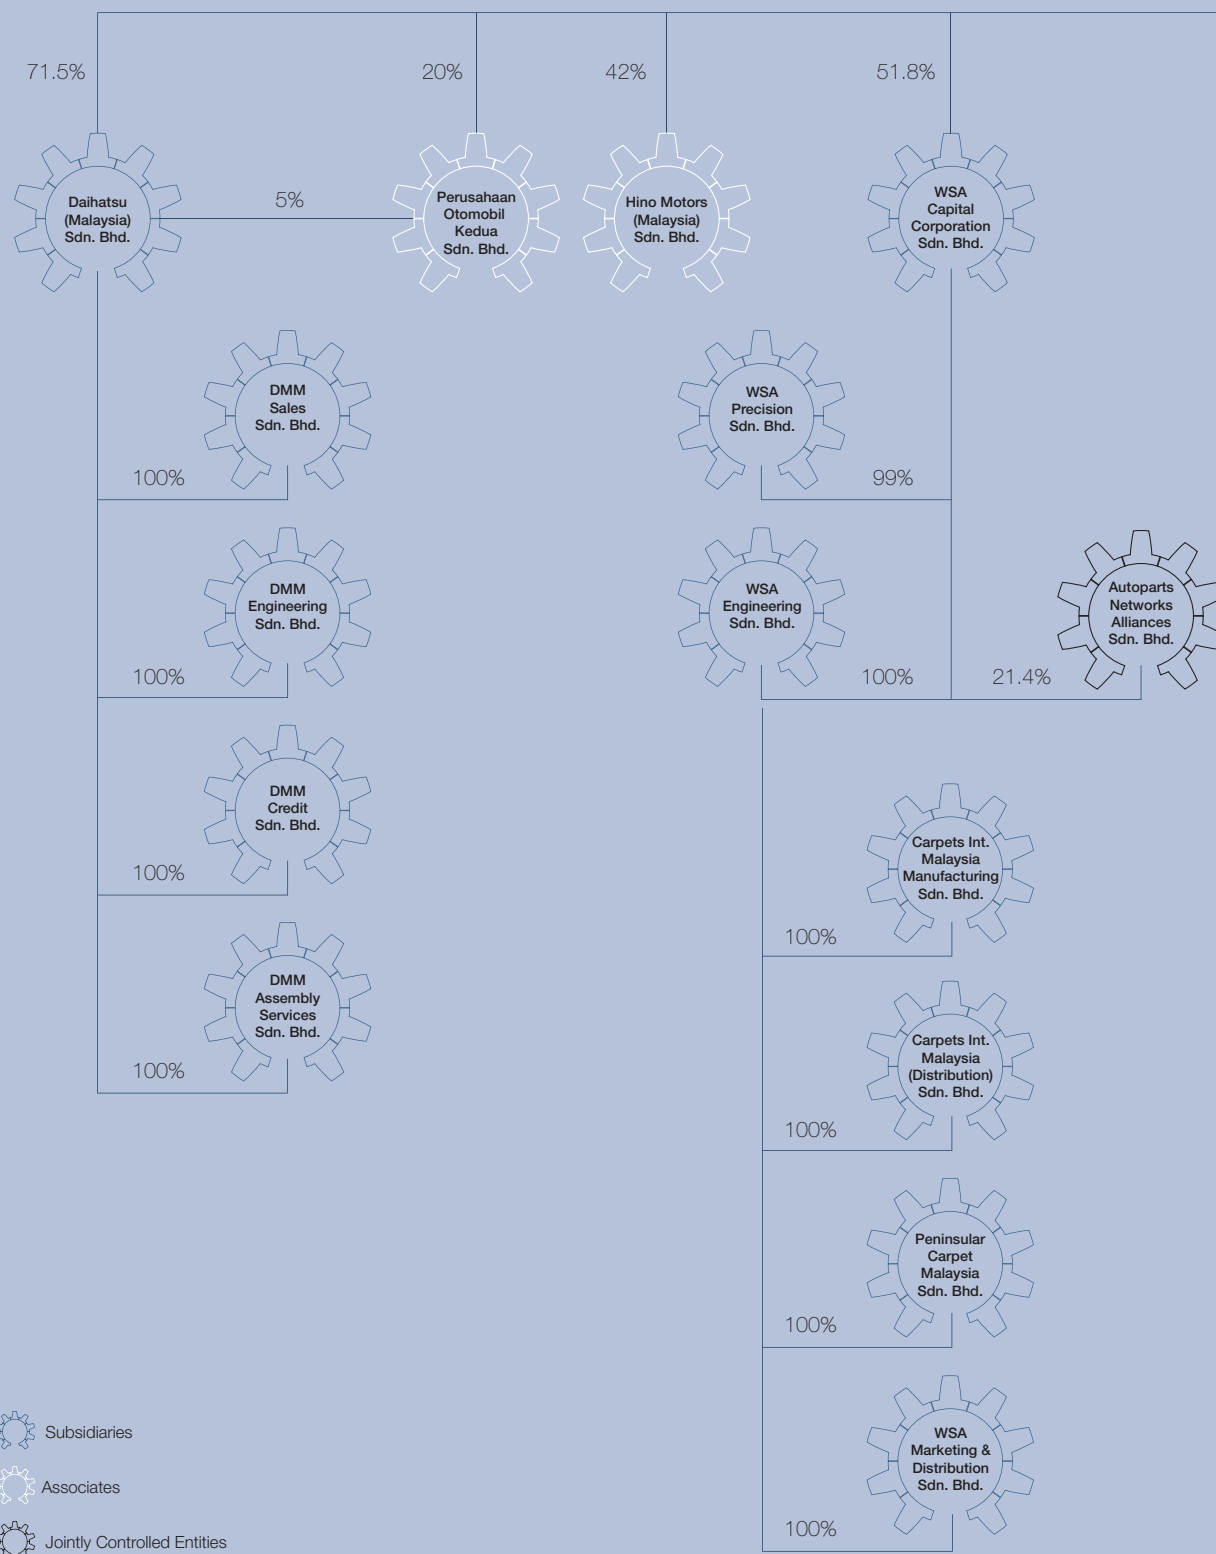 71.5%
20%
42%
51.8%
Daihatsu
(Malaysia)
Sdn. Bhd.
5%
Perusahaan
Otomobil
Kedua
Sdn. Bhd.
Hino Motors
(Malaysia)
Sdn. Bhd.
WSA
Capital
Corporation
Sdn. Bhd.
DMM
Sales
Sdn. Bhd.
100%
WSA
Precision
Sdn. Bhd.
99%
DMM
Engineering
Sdn. Bhd.
100%
WSA
Engineering
Sdn. Bhd.
100%
21.4%
Autoparts
Networks
Alliances
Sdn. Bhd.
DMM
Credit
Sdn. Bhd.
100%
DMM
Assembly
Services
Sdn. Bhd.
100%
Carpets Int.
Malaysia
Manufacturing
Sdn. Bhd.
100%
Carpets Int.
Malaysia
(Distribution)
Sdn. Bhd.
100%
Peninsular
Carpet
Malaysia
Sdn. Bhd.
100%
WSA
Marketing &
Distribution
Sdn. Bhd.
100%
Subsidiaries
Associates
Jointly Controlled Entities